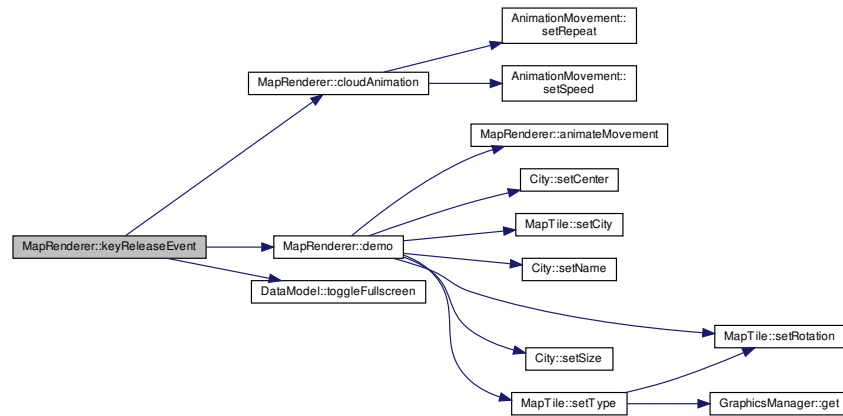 AnimationMovement::
setRepeat
MapRenderer::cloudAnimation
AnimationMovement::
setSpeed
MapRenderer::animateMovement
City::setCenter
MapTile::setCity
MapRenderer::keyReleaseEvent
MapRenderer::demo
City::setName
DataModel::toggleFullscreen
MapTile::setRotation
City::setSize
MapTile::setType
GraphicsManager::get